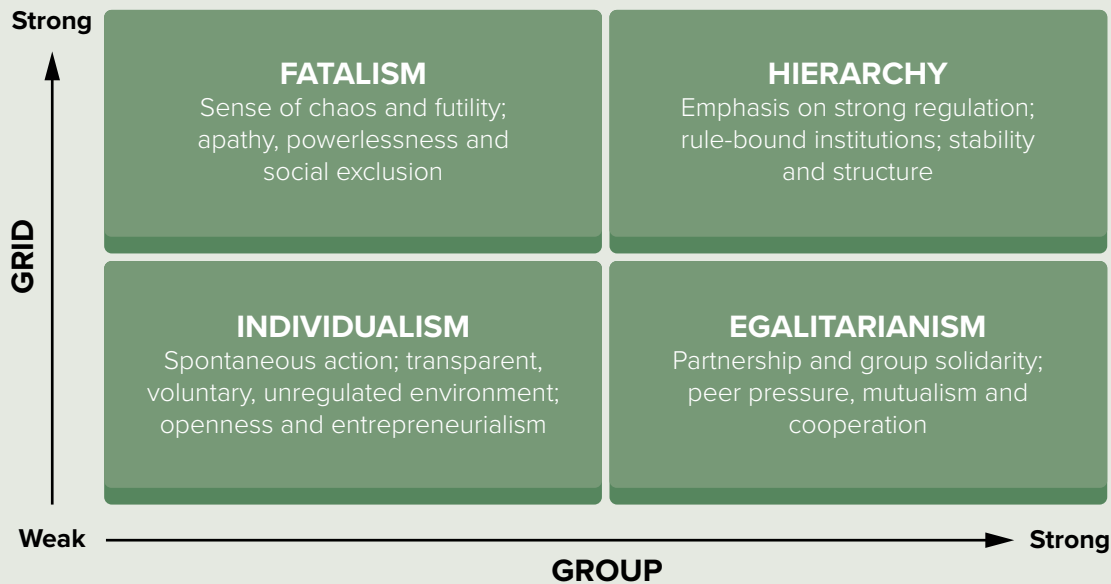 Strong
FATALISM
Sense of chaos and futility;
apathy, powerlessness and
social exclusion
HIERARCHY
Emphasis on strong regulation;
rule-bound institutions; stability
and structure
GRID
INDIVIDUALISM
Spontaneous action; transparent,
voluntary, unregulated environment;
openness and entrepreneurialism
EGALITARIANISM
Partnership and group solidarity;
peer pressure, mutualism and
cooperation
Weak
Strong
GROUP